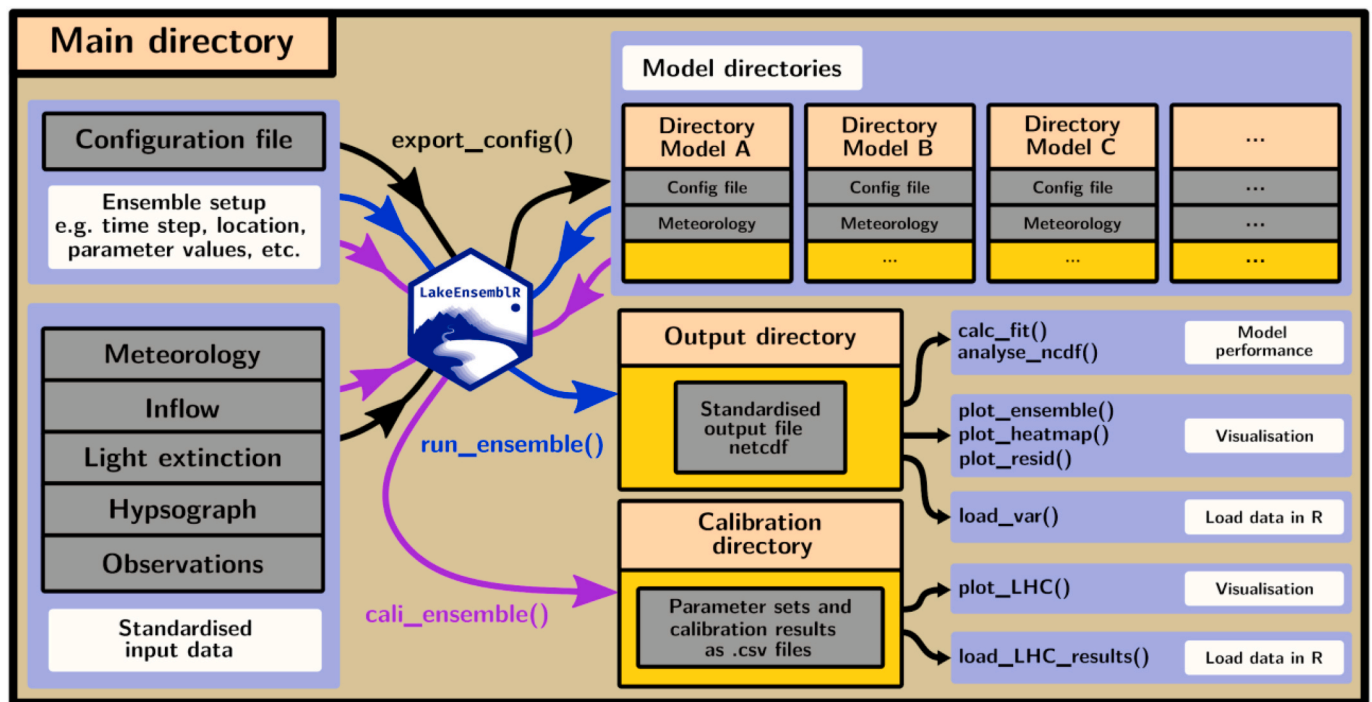 Main directory
Configuration file
Ensemble setup
e.g. time step, location,
parameter values, etc.
Meteorology
Inflow
Light extinction
Hypsograph
Observations
Standardised
input data
export_config()
LakeEnsemblR
run_ensemble()
cali_ensemble()
Model directories
Directory
Model A
Config file
Meteorology
Directory
Model B
Config file
Meteorology
...
Directory
Model C
Config file
Meteorology
...
...
...
...
...
Output directory
Standardised
output file
netcdf
calc_fit()
analyse_ncdf()
Model
performance
plot_ensemble()
plot_heatmap()
plot_resid()
Visualisation
load_var()
Load data in R
Calibration
directory
Parameter sets and
calibration results
as .csv files
plot_LHC()
Visualisation
load_LHC_results()
Load data in R